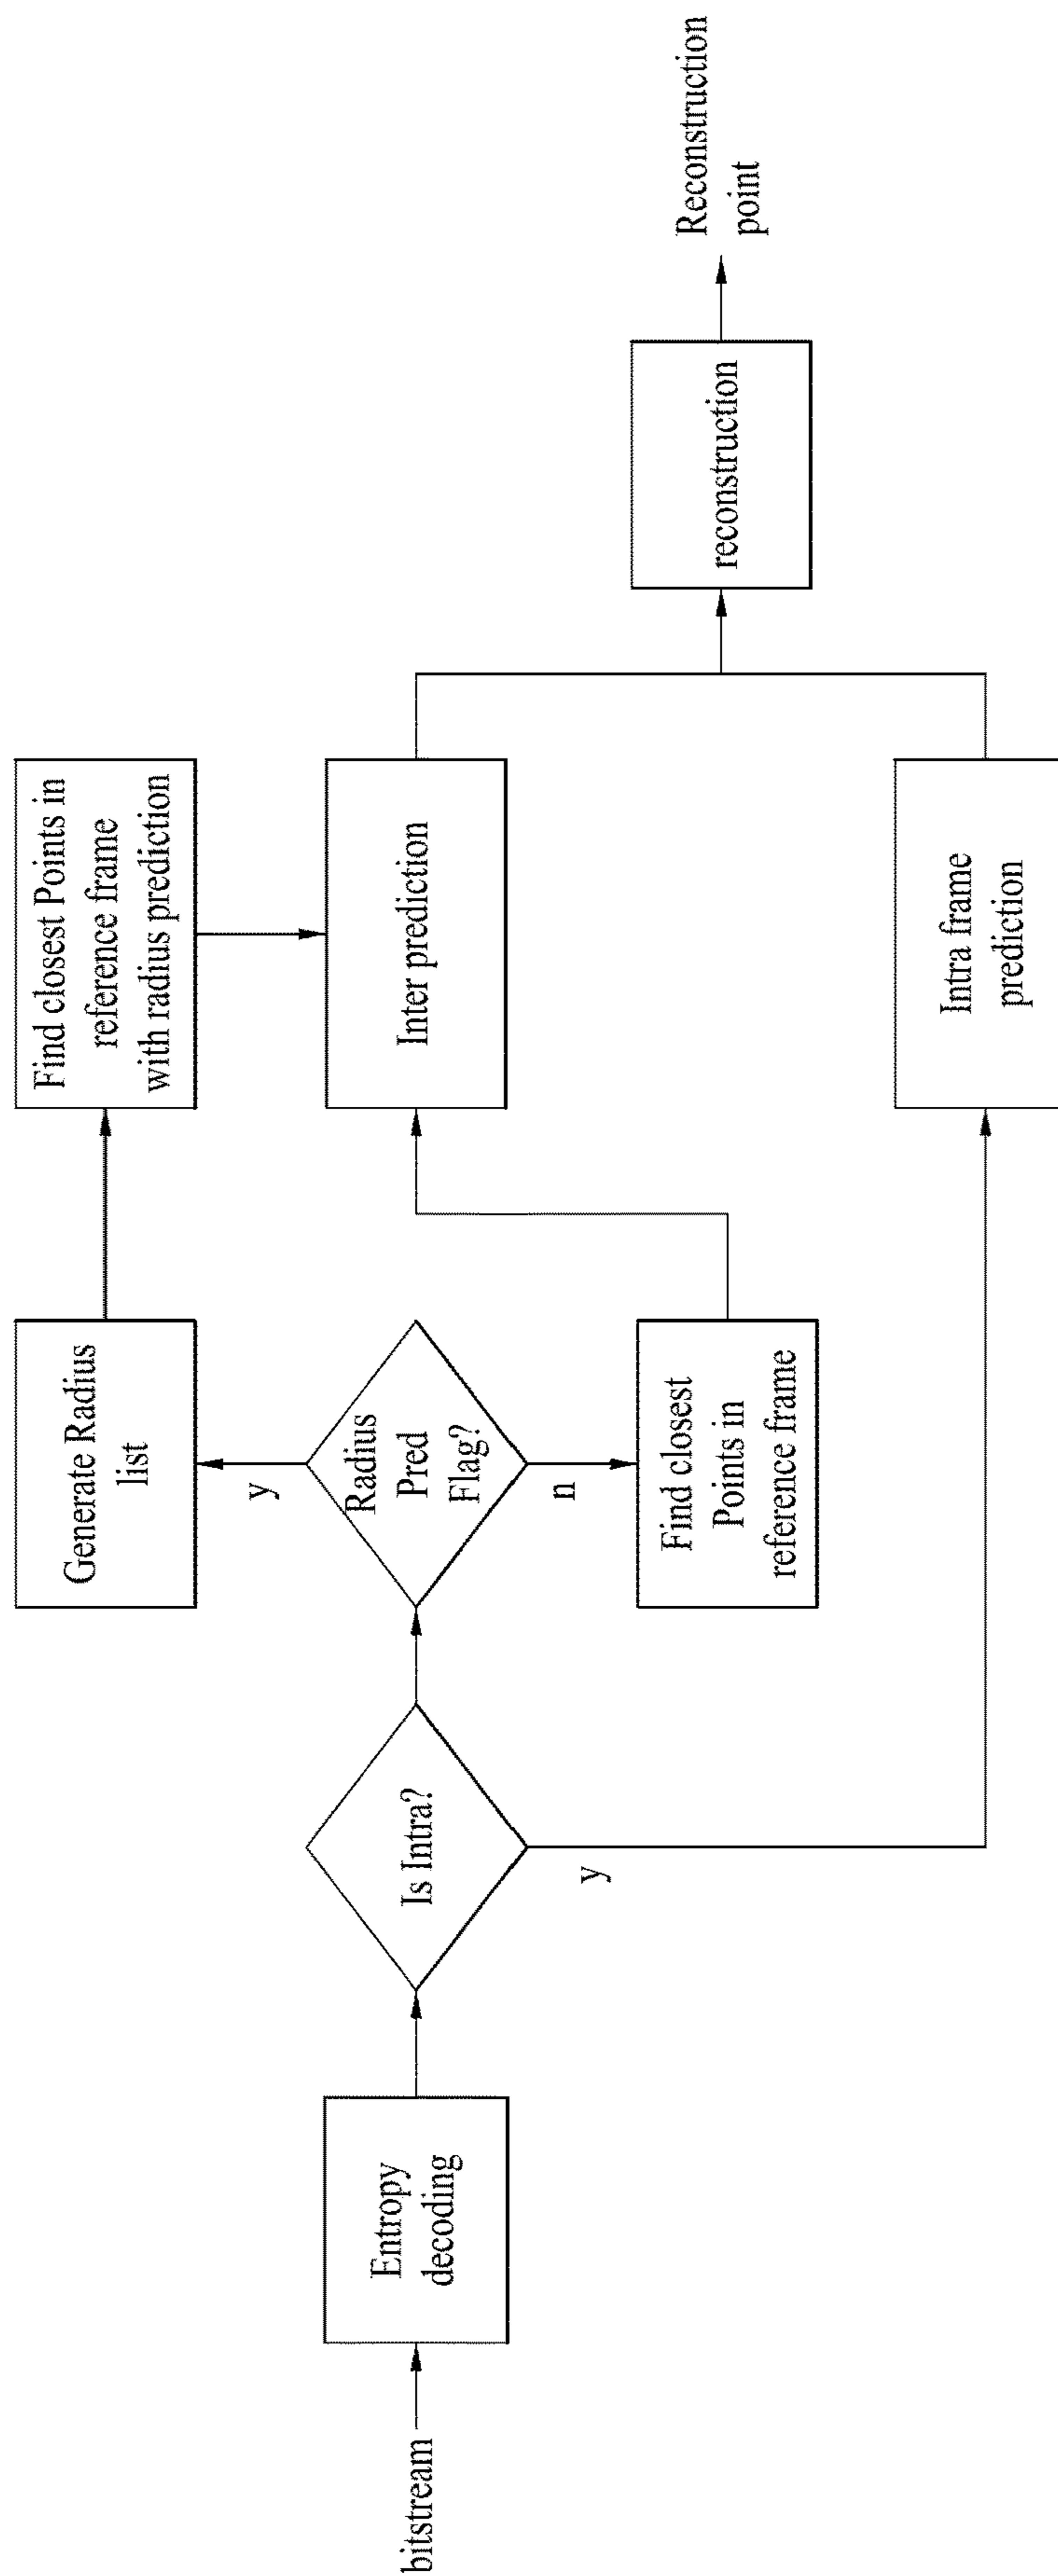 bitstream
Entropy
decoding
Is Intra?
y
Radius
Pred
Flag?
y
n
Generate Radius
list
Find closest
Points in
reference frame
Find closest Points in
reference frame
with radius prediction
Inter prediction
Intra frame
prediction
reconstruction
Reconstruction
point